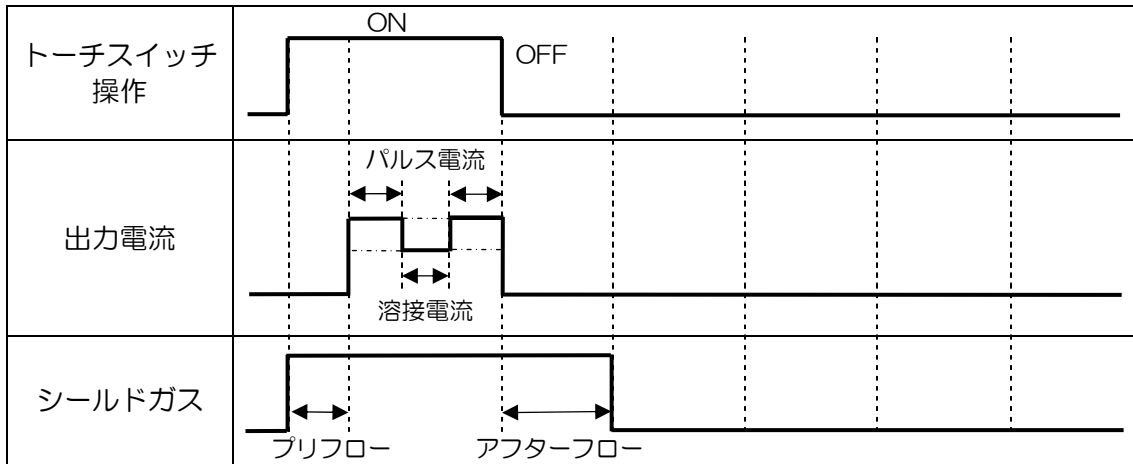 トーチスイッチ
操作
ON
OFF
出力電流
パルス電流
溶接電流
シールドガス
プリフロー
アフターフロー